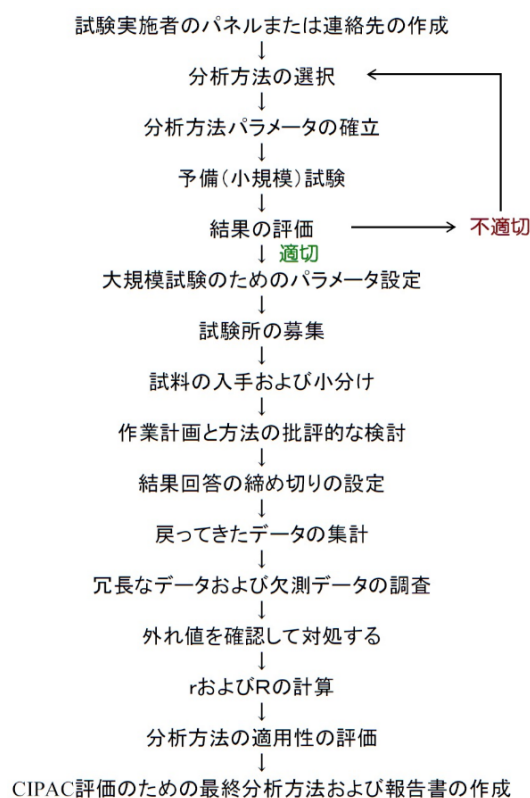 試験実施者のパネルまたは連絡先の作成
↓
分析方法の選択
↓
分析方法パラメータの確立
↓
予備(小規模)試験
↓
結果の評価 → 不適切
↓ 適切
大規模試験のためのパラメータ設定
↓
試験所の募集
↓
試料の入手および小分け
↓
作業計画と方法の批評的な検討
↓
結果回答の締め切りの設定
↓
戻ってきたデータの集計
↓
冗長なデータおよび欠測データの調査
↓
外れ値を確認して対処する
↓
rおよびRの計算
↓
分析方法の適用性の評価
↓
CIPAC評価のための最終分析方法および報告書の作成